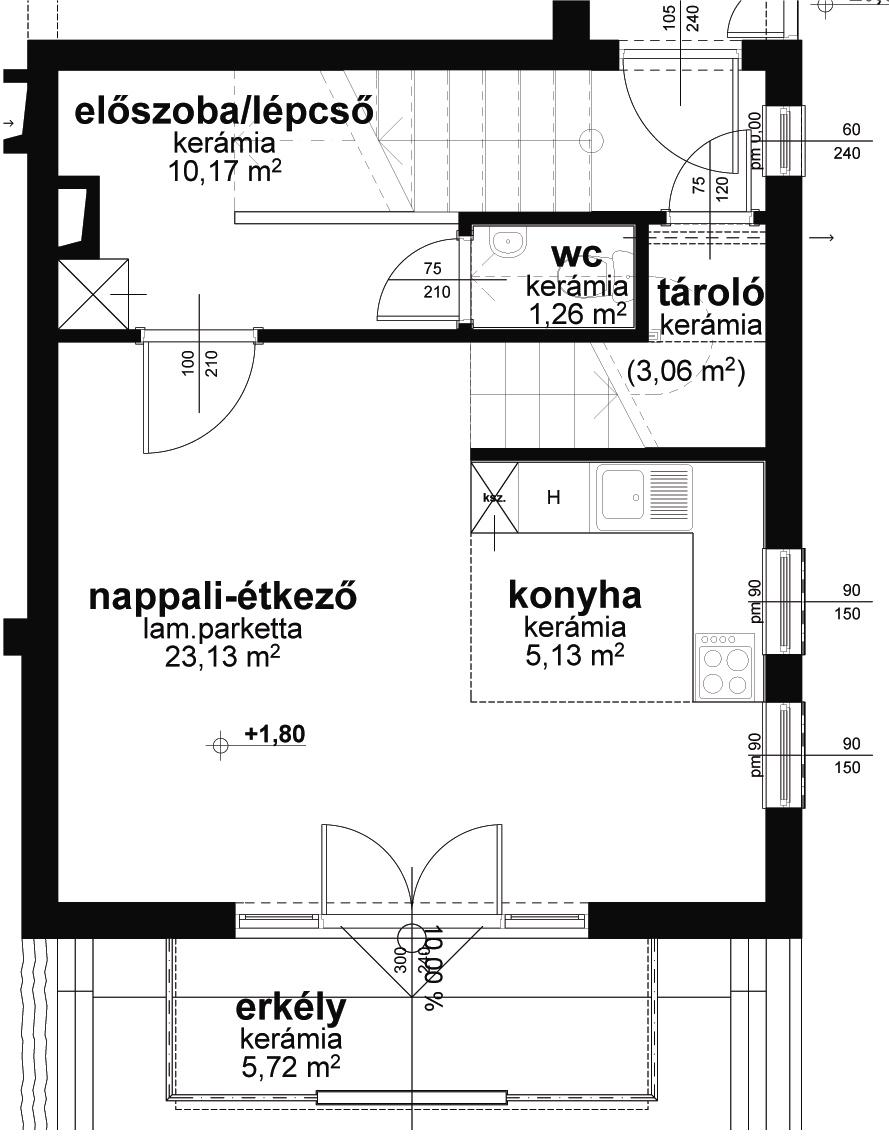 105
240
előszoba/lépcső
kerámia
10,17 m²
pm 0,00
60
240
75
120
75
210
wc
kerámia
1,26 m²
tároló
kerámia
(3,06 m²)
100
210
ksz.
H
nappali-étkező
lam.parketta
23,13 m²
konyha
kerámia
5,13 m²
pm 90
90
150
+1,80
pm 90
90
150
300
240
10,00 %
erkély
kerámia
5,72 m²